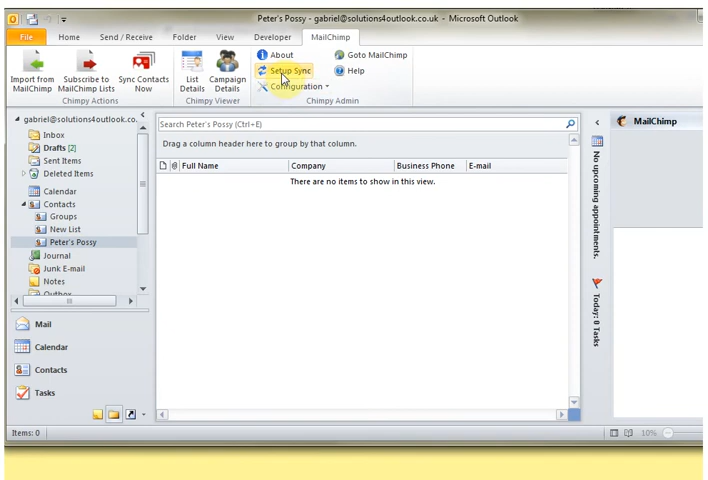 Peter's Possy - gabriel@solutions4outlook.co.uk - Microsoft Outlook
File Home Send / Receive Folder View Developer MailChimp
Import from MailChimp
Subscribe to MailChimp Lists
Sync Contacts Now
Chimpy Actions
List Details
Campaign Details
Chimpy Viewer
About
Setup Sync
Configuration
Goto MailChimp
Help
Chimpy Admin
gabriel@solutions4outlook.co.
Inbox
Drafts [2]
Sent Items
Deleted Items
Calendar
Contacts
Groups
New List
Peter's Possy
Journal
Junk E-mail
Notes
Outbox
Mail
Calendar
Contacts
Tasks
Search Peter's Possy (Ctrl+E)
Drag a column header here to group by that column.
Full Name Company Business Phone E-mail
There are no items to show in this view.
No upcoming appointments.
Today: 0 Tasks
MailChimp
Items: 0
10%